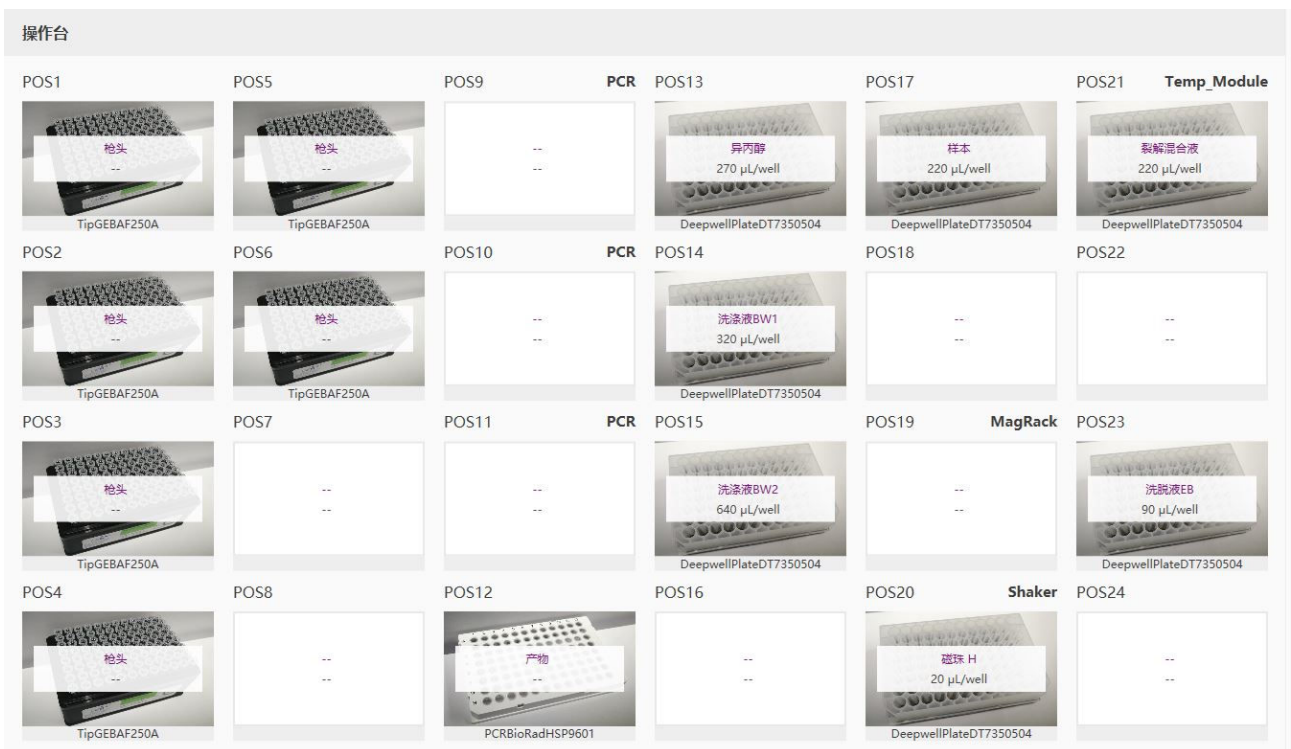 操作台
POS1
POS5
POS9 PCR
POS13
POS17
POS21 Temp_Module
枪头
--
TipGEBAF250A
枪头
--
TipGEBAF250A
--
--
异丙醇
270 µL/well
DeepwellPlateDT7350504
样本
220 µL/well
DeepwellPlateDT7350504
裂解混合液
220 µL/well
DeepwellPlateDT7350504
POS2
POS6
POS10 PCR
POS14
POS18
POS22
枪头
--
TipGEBAF250A
枪头
--
TipGEBAF250A
--
--
洗涤液BW1
320 µL/well
DeepwellPlateDT7350504
--
--
--
--
POS3
POS7
POS11 PCR
POS15
POS19 MagRack
POS23
枪头
--
TipGEBAF250A
--
--
--
--
洗涤液BW2
640 µL/well
DeepwellPlateDT7350504
--
--
洗脱液EB
90 µL/well
DeepwellPlateDT7350504
POS4
POS8
POS12
POS16
POS20 Shaker
POS24
枪头
--
TipGEBAF250A
--
--
产物
--
PCRBioRadHSP9601
--
--
磁珠 H
20 µL/well
DeepwellPlateDT7350504
--
--